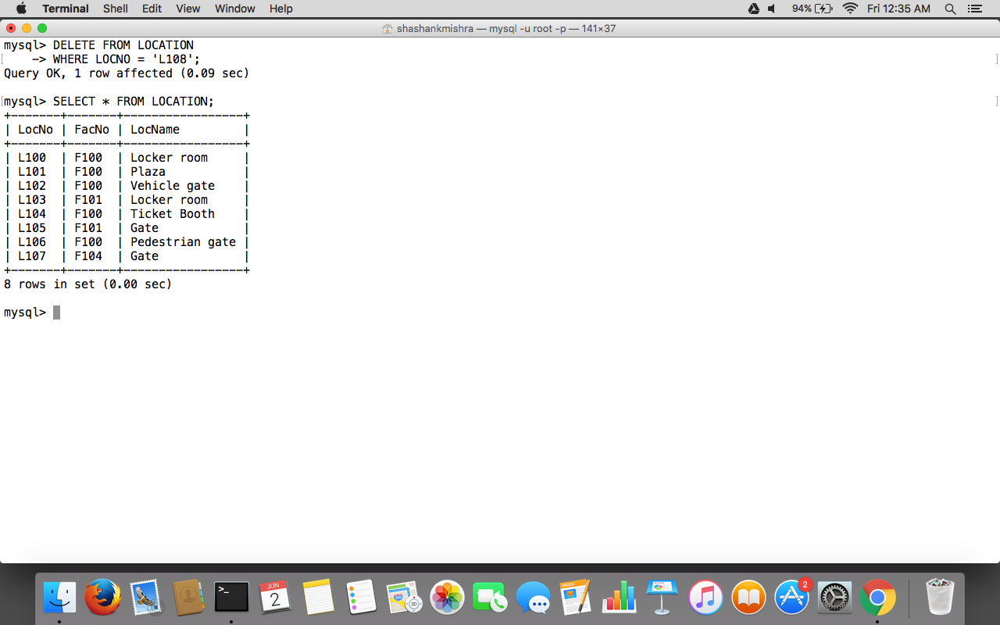 Terminal Shell Edit View Window Help 94% Fri 12:35 AM
shashankmishra — mysql -u root -p — 141×37
mysql> DELETE FROM LOCATION
[    -> WHERE LOCNO = 'L108'; ]
Query OK, 1 row affected (0.09 sec)
[mysql> SELECT * FROM LOCATION; ]
+-------+-------+-----------------+
| LocNo | FacNo | LocName         |
+-------+-------+-----------------+
| L100  | F100  | Locker room     |
| L101  | F100  | Plaza           |
| L102  | F100  | Vehicle gate    |
| L103  | F101  | Locker room     |
| L104  | F100  | Ticket Booth    |
| L105  | F101  | Gate            |
| L106  | F100  | Pedestrian gate |
| L107  | F104  | Gate            |
+-------+-------+-----------------+
8 rows in set (0.00 sec)
mysql>
>_
JUN
2
3D
PAGES
2